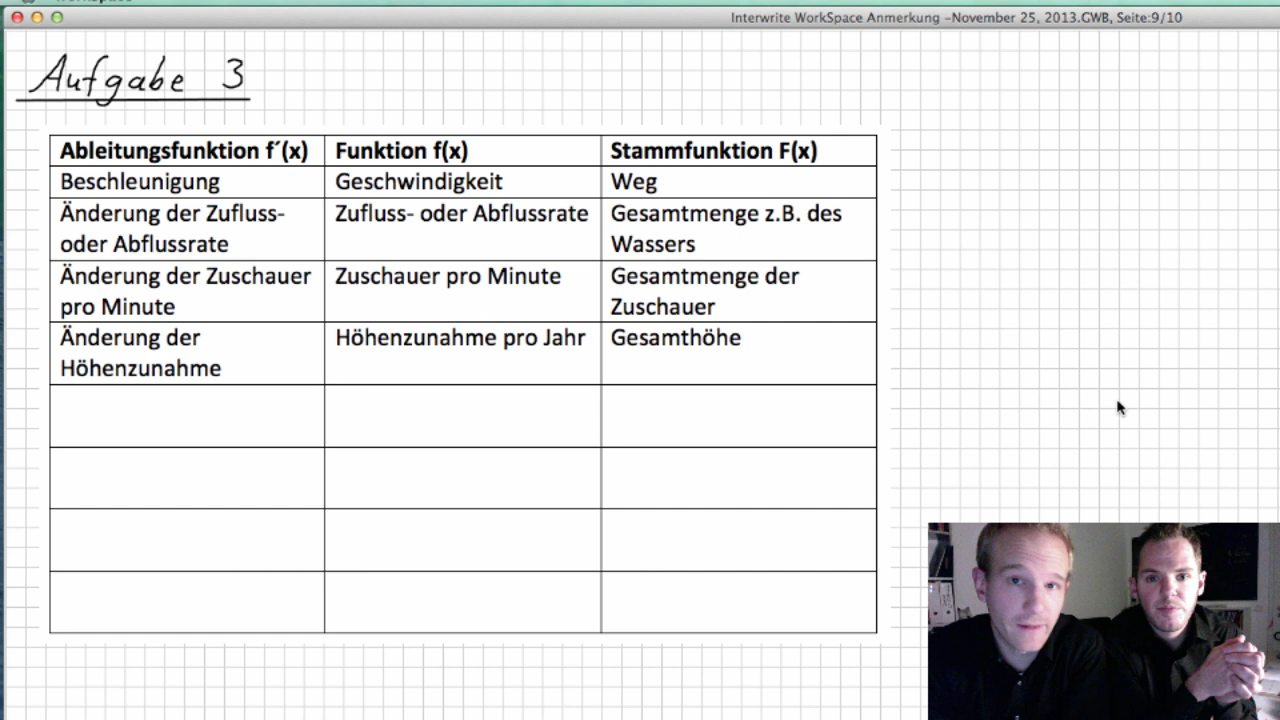 Interwrite WorkSpace Anmerkung –November 25, 2013.GWB, Seite:9/10
Aufgabe 3
Ableitungsfunktion f´(x) Funktion f(x) Stammfunktion F(x)
Beschleunigung Geschwindigkeit Weg
Änderung der Zufluss- Zufluss- oder Abflussrate Gesamtmenge z.B. des
oder Abflussrate Wassers
Änderung der Zuschauer Zuschauer pro Minute Gesamtmenge der
pro Minute Zuschauer
Änderung der Höhenzunahme pro Jahr Gesamthöhe
Höhenzunahme